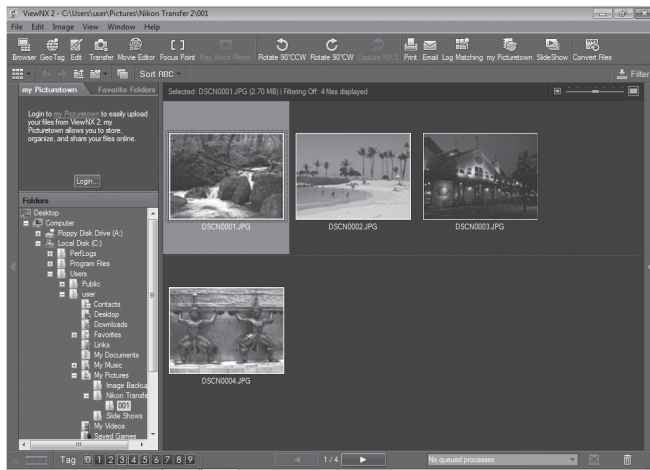 ViewNX 2 - C:\Users\user\Pictures\Nikon Transfer 2\001
File Edit Image View Window Help
Browser GeoTag Edit Transfer Movie Editor Focus Point Play Voice Memo Rotate 90°CCW Rotate 90°CW Capture NX 2 Print Email Log Matching my Picturetown SlideShow Convert Files
Sort ABC Filter
my Picturetown Favorite Folders
Selected: DSCN0001.JPG (2.70 MB) | Filtering Off: 4 files displayed
Login to my Picturetown to easily upload
your files from ViewNX 2. my
Picturetown allows you to store,
organize, and share your files online.
Login...
DSCN0001.JPG DSCN0002.JPG DSCN0003.JPG
Folders
Desktop
Computer
Floppy Disk Drive (A:)
Local Disk (C:)
PerfLogs
Program Files
Users
Public
user
Contacts
Desktop
Downloads
Favorites
Links
My Documents
My Music
My Pictures
Image Backup
Nikon Transfe
001
Slide Shows
My Videos
Saved Games
DSCN0004.JPG
Tag 0 1 2 3 4 5 6 7 8 9
1 / 4
No queued processes